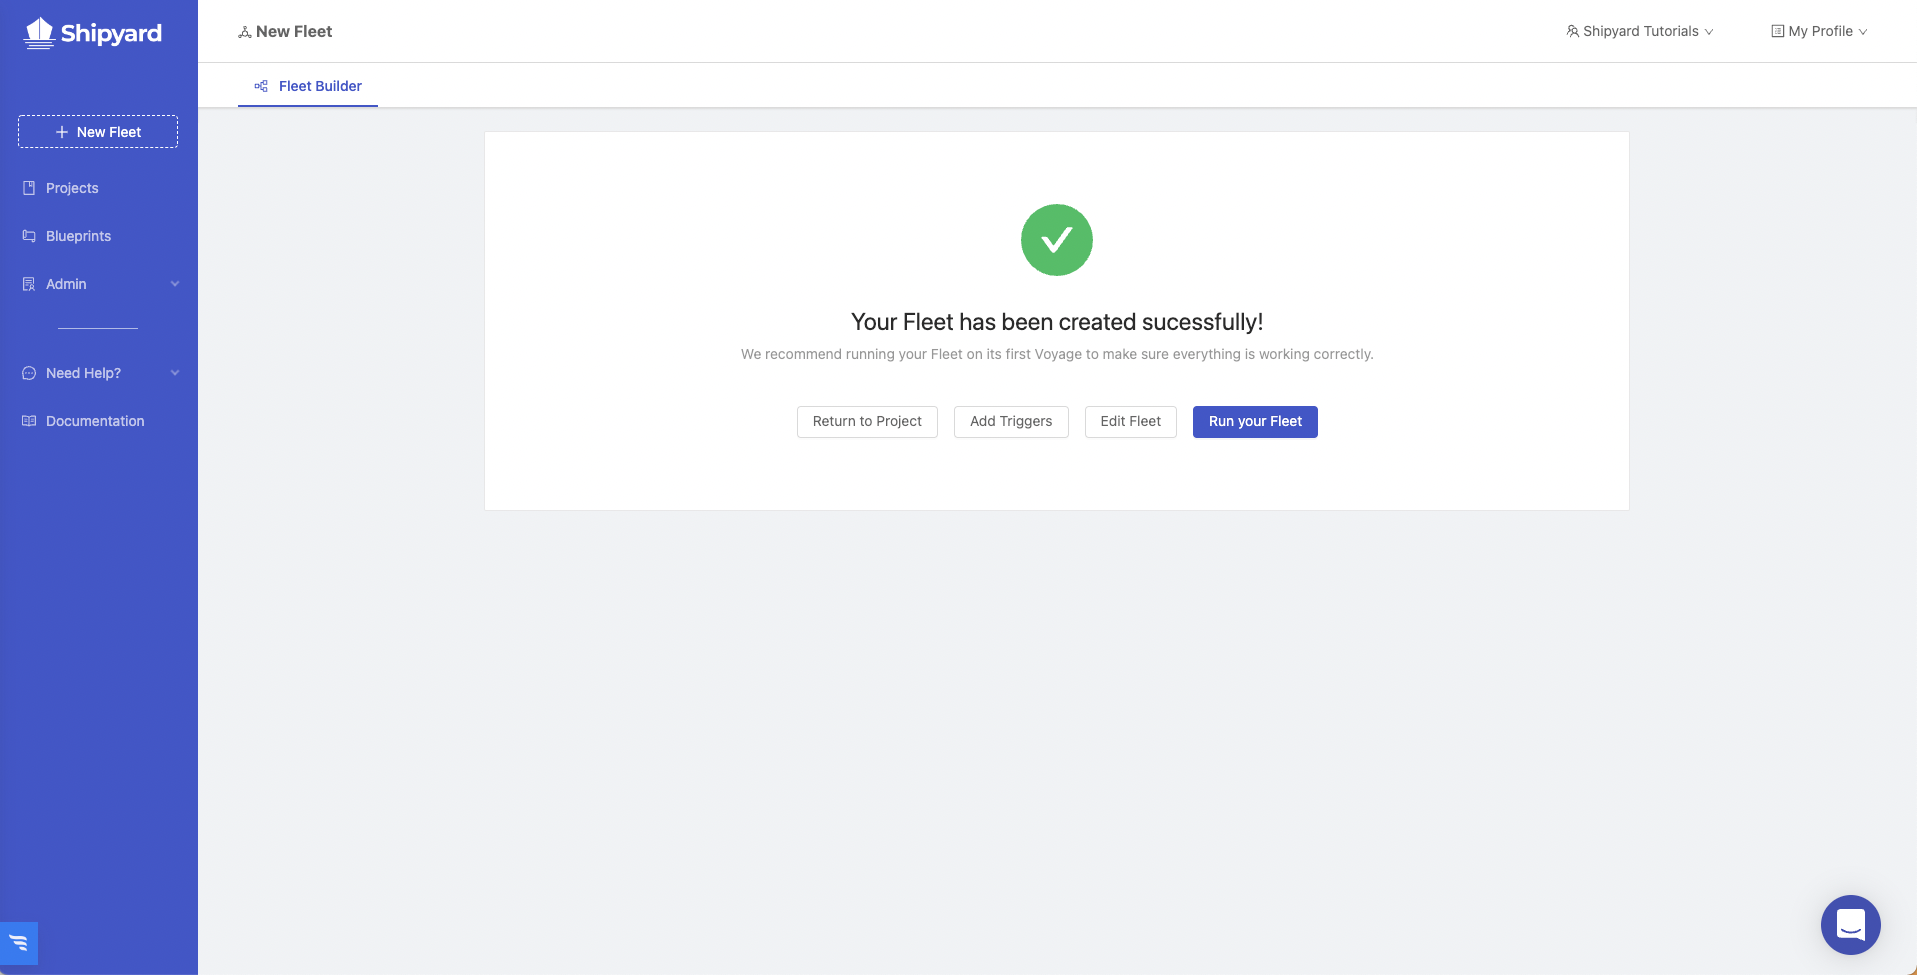 Shipyard
New Fleet
Shipyard Tutorials
My Profile
Fleet Builder
New Fleet
Projects
Blueprints
Admin
Need Help?
Documentation
Your Fleet has been created sucessfully!
We recommend running your Fleet on its first Voyage to make sure everything is working correctly.
Return to Project
Add Triggers
Edit Fleet
Run your Fleet